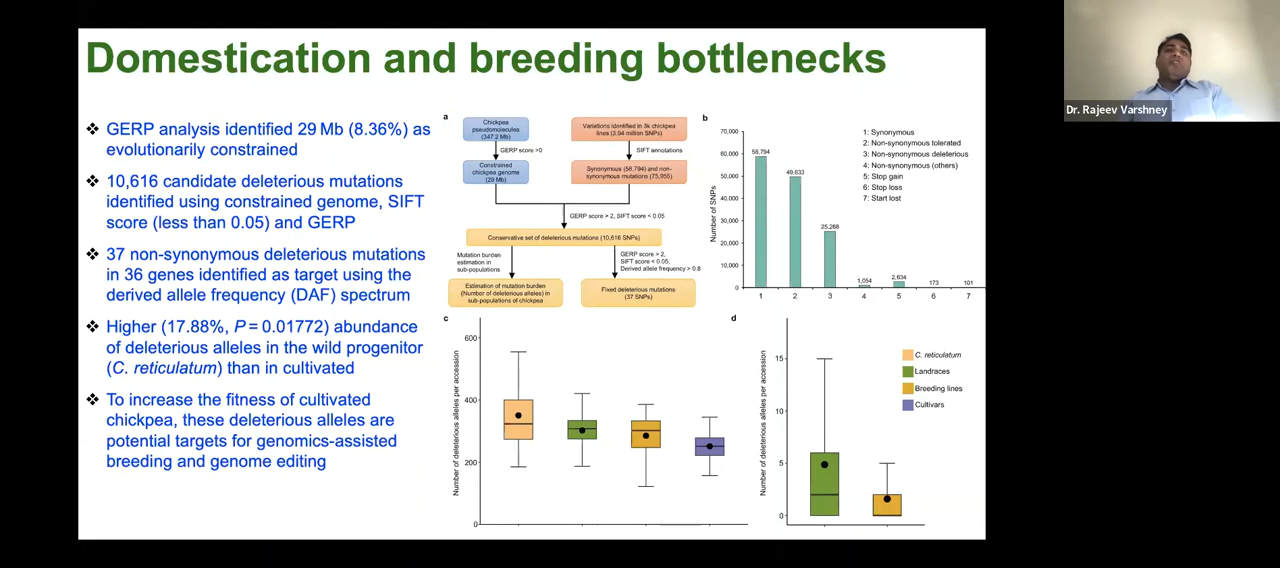 Domestication and breeding bottlenecks
Dr. Rajeev Varshney
❖ GERP analysis identified 29 Mb (8.36%) as
evolutionarily constrained
❖ 10,616 candidate deleterious mutations
identified using constrained genome, SIFT
score (less than 0.05) and GERP
❖ 37 non-synonymous deleterious mutations
in 36 genes identified as target using the
derived allele frequency (DAF) spectrum
❖ Higher (17.88%, P = 0.01772) abundance
of deleterious alleles in the wild progenitor
(C. reticulatum) than in cultivated
❖ To increase the fitness of cultivated
chickpea, these deleterious alleles are
potential targets for genomics-assisted
breeding and genome editing
a
Chickpea
pseudomolecules
(347.2 Mb)
Variations identified in 3k chickpea
lines (3.94 million SNPs)
GERP score >0
SIFT annotations
Constrained
chickpea genome
(29 Mb)
Synonymous (58,794) and non-
synonymous mutations (75,955)
GERP score > 2, SIFT score < 0.05
Conservative set of deleterious mutations (10,616 SNPs)
Mutation burden
estimation in
sub-populations
GERP score > 2,
SIFT score < 0.05,
Derived allele frequency > 0.8
Estimation of mutation burden
(Number of deleterious alleles) in
sub-populations of chickpea
Fixed deleterious mutations
(37 SNPs)
b
Number of SNPs
70,000
60,000
50,000
40,000
30,000
20,000
10,000
0
58,794
49,633
25,268
1,054
2,634
173
101
1
2
3
4
5
6
7
1: Synonymous
2: Non-synonymous tolerated
3: Non-synonymous deleterious
4: Non-synonymous (others)
5: Stop gain
6: Stop loss
7: Start lost
c
Number of deleterious alleles per accession
600
400
200
0
d
Number of deleterious alleles per accession
15
10
5
0
C. reticulatum
Landraces
Breeding lines
Cultivars